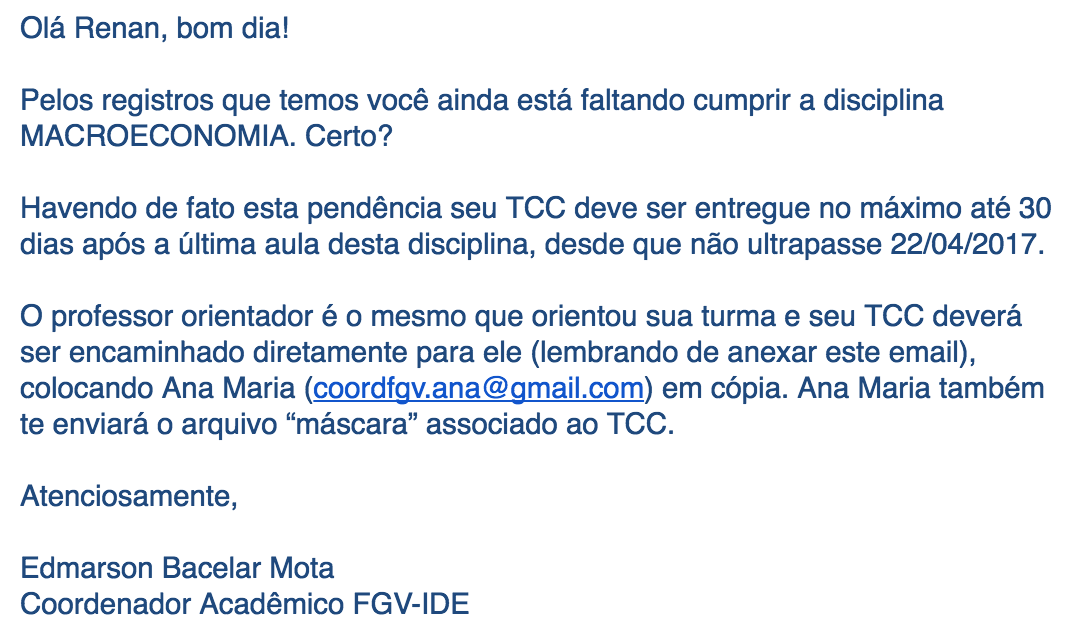 Olá Renan, bom dia!
Pelos registros que temos você ainda está faltando cumprir a disciplina
MACROECONOMIA. Certo?
Havendo de fato esta pendência seu TCC deve ser entregue no máximo até 30
dias após a última aula desta disciplina, desde que não ultrapasse 22/04/2017.
O professor orientador é o mesmo que orientou sua turma e seu TCC deverá
ser encaminhado diretamente para ele (lembrando de anexar este email),
colocando Ana Maria (coordfgv.ana@gmail.com) em cópia. Ana Maria também
te enviará o arquivo “máscara” associado ao TCC.
Atenciosamente,
Edmarson Bacelar Mota
Coordenador Acadêmico FGV-IDE